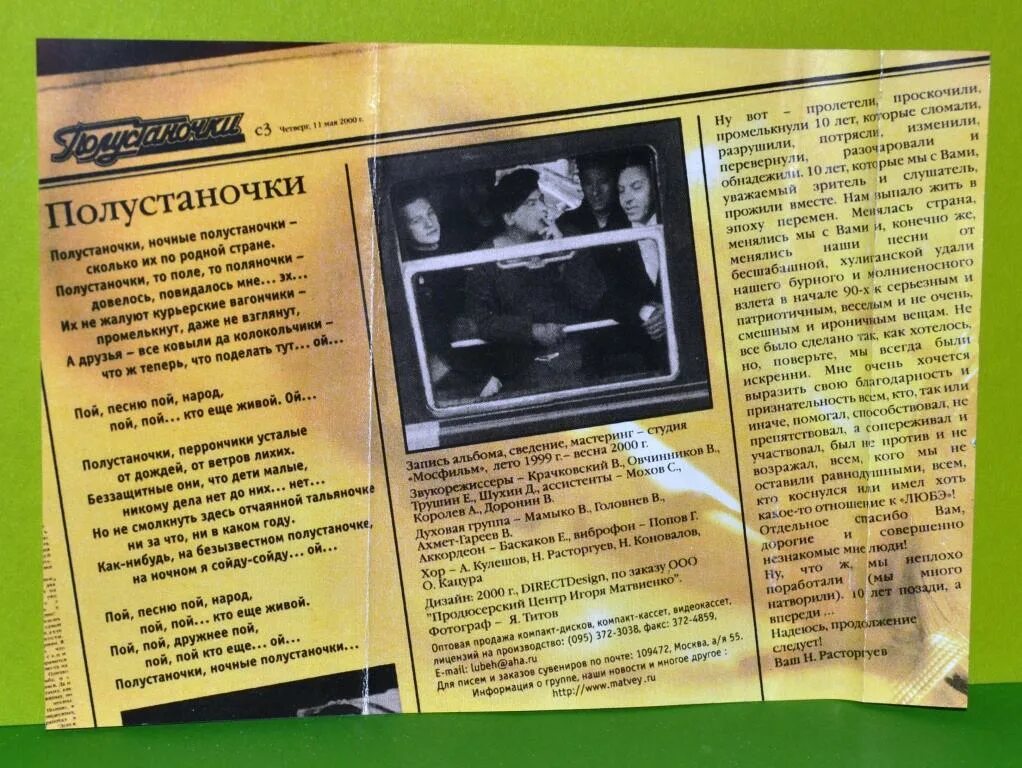 Полустаночки с3 Четверг, 11 мая 2000 г.
Полустаночки
Полустаночки, ночные полустаночки –
сколько их по родной стране.
Полустаночки, то поле, то поляночки –
довелось, повидалось мне... эх...
Их не жалуют курьерские вагончики –
промелькнут, даже не взглянут,
А друзья – все ковыли да колокольчики –
что ж теперь, что поделать тут... ой...
Пой, песню пой, народ,
пой, пой... кто еще живой. Ой...
Полустаночки, перрончики усталые
от дождей, от ветров лихих.
Беззащитные они, что дети малые,
никому дела нет до них... нет...
Но не смолкнуть здесь отчаянной тальяночке
ни за что, ни в каком году.
Как-нибудь, на безызвестном полустаночке,
на ночном я сойду-сойду... ой...
Пой, песню пой, народ,
пой, пой... кто еще живой.
Пой, пой, дружнее пой,
пой, пой кто еще... ой...
Полустаночки, ночные полустаночки...
Запись альбома, сведение, мастеринг – студия
«Мосфильм», лето 1999 г.– весна 2000 г.
Звукорежиссеры – Крачковский В., Овчинников В.,
Трушин Е., Шухин Д., ассистенты – Мохов С.,
Королев А., Доронин В.
Духовая группа – Мамыко В., Головнев В.,
Ахмет-Гареев В.
Аккордеон – Баскаков Е., виброфон – Попов Г.
Хор – А. Кулешов, Н. Расторгуев, Н. Коновалов,
О. Кацура
Дизайн: 2000 г., DIRECTDesign, по заказу ООО
"Продюсерский Центр Игоря Матвиенко".
Фотограф – Я. Титов
Оптовая продажа компакт-дисков, компакт-кассет, видеокассет,
лицензий на производство: (095) 372-3038, факс: 372-4859,
E-mail: lubeh@aha.ru
Для писем и заказов сувениров по почте: 109472, Москва, а/я 55.
Информация о группе, наши новости и многое другое :
http://www.matvey.ru
Ну вот – пролетели, проскочили,
промелькнули 10 лет, которые сломали,
разрушили, потрясли, изменили,
перевернули, разочаровали и
обнадежили. 10 лет, которые мы с Вами,
уважаемый зритель и слушатель,
прожили вместе. Нам выпало жить в
эпоху перемен. Менялась страна,
менялись мы с Вами и, конечно же,
менялись наши песни от
бесшабашной, хулиганской удали
нашего бурного и молниеносного
взлета в начале 90-х к серьезным и
патриотичным, веселым и не очень,
смешным и ироничным вещам. Не
все было сделано так, как хотелось,
но, поверьте, мы всегда были
искренни. Мне очень хочется
выразить свою благодарность и
признательность всем, кто, так или
иначе, помогал, способствовал, не
препятствовал, а сопереживал и
участвовал, был не против и не
возражал, всем, кого мы не
оставили равнодушными, всем,
кто коснулся или имел хоть
какое-то отношение к «ЛЮБЭ»!
Отдельное спасибо Вам,
дорогие и совершенно
незнакомые мне люди!
Ну, что ж, мы неплохо
поработали (мы много
натворили). 10 лет позади, а
впереди ...
Надеюсь, продолжение
следует!
Ваш Н. Расторгуев